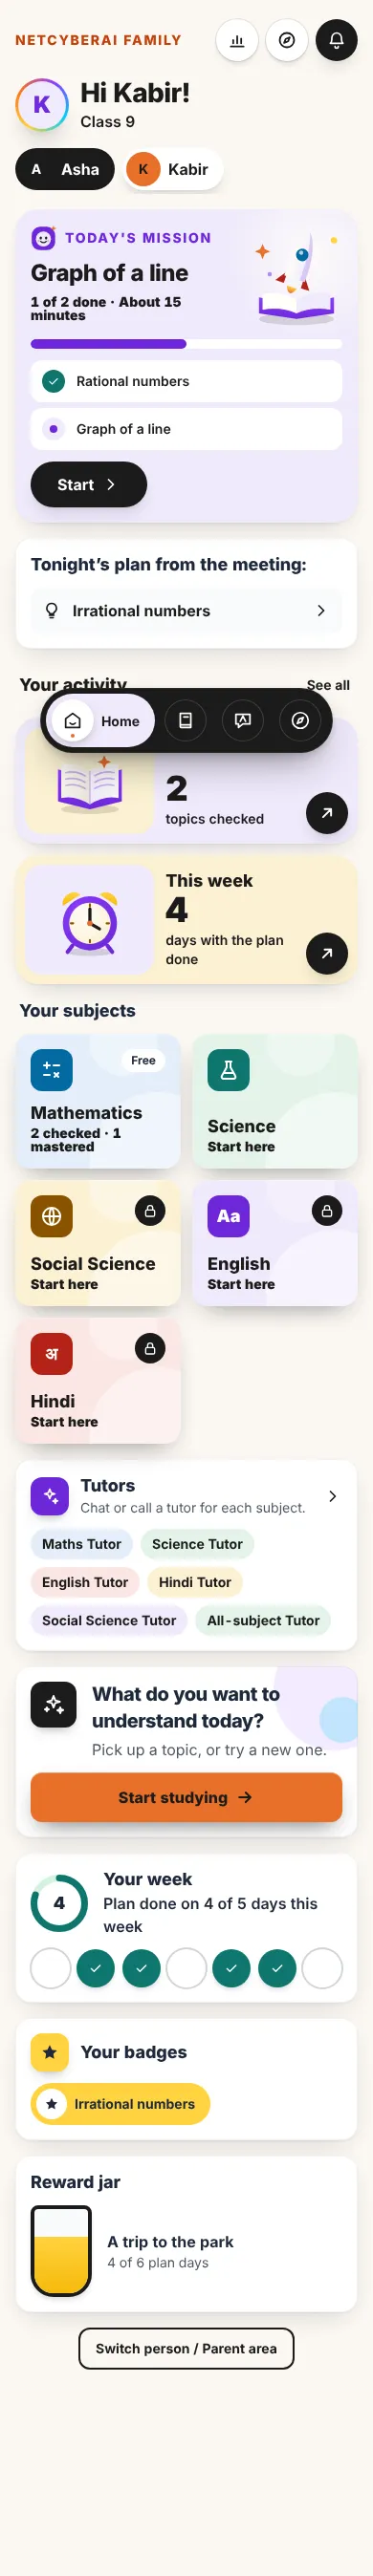 NETCYBERAI FAMILY
K
Hi Kabir!
Class 9
A Asha
K Kabir
TODAY'S MISSION
Graph of a line
1 of 2 done · About 15
minutes
Rational numbers
Graph of a line
Start
Tonight’s plan from the meeting:
Irrational numbers
Your activity
See all
Home
2
topics checked
This week
4
days with the plan
done
Your subjects
Free
Mathematics
2 checked · 1
mastered
Science
Start here
Social Science
Start here
Aa
English
Start here
अ
Hindi
Start here
Tutors
Chat or call a tutor for each subject.
Maths Tutor
Science Tutor
English Tutor
Hindi Tutor
Social Science Tutor
All-subject Tutor
What do you want to
understand today?
Pick up a topic, or try a new one.
Start studying
4
Your week
Plan done on 4 of 5 days this
week
Your badges
Irrational numbers
Reward jar
A trip to the park
4 of 6 plan days
Switch person / Parent area